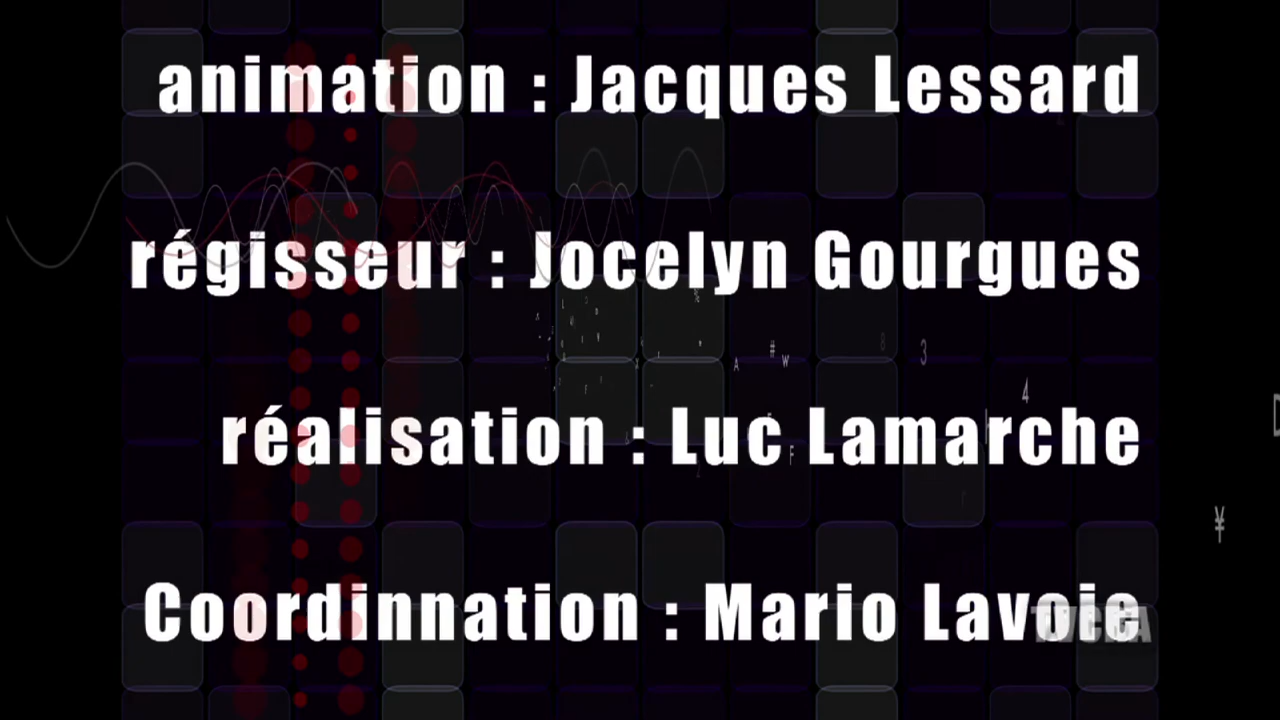 animation : Jacques Lessard
régisseur : Jocelyn Gourgues
réalisation : Luc Lamarche
Coordinnation : Mario Lavoie